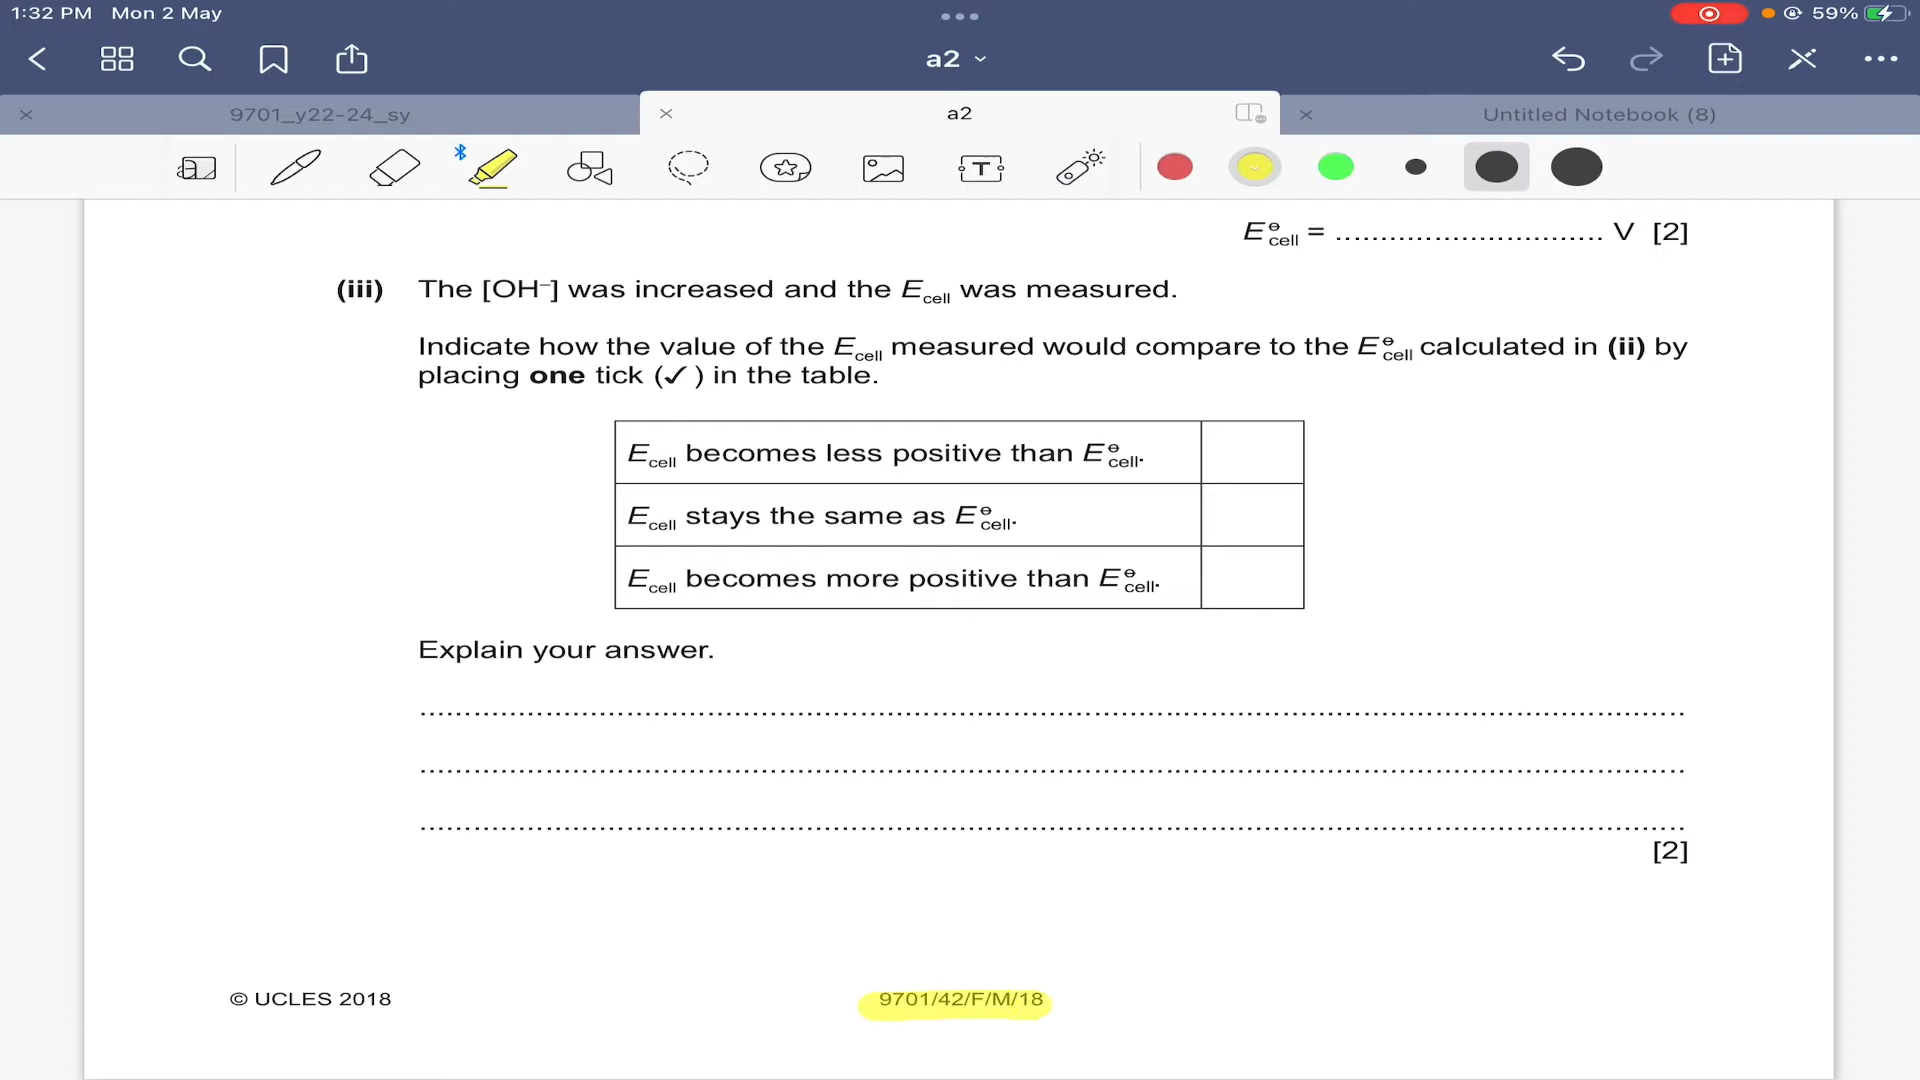 1:32 PM Mon 2 May
59%
a2
9701_y22-24_sy
a2
Untitled Notebook (8)
E⦵cell = .............................. V [2]
(iii) The [OH⁻] was increased and the Ecell was measured.
Indicate how the value of the Ecell measured would compare to the E⦵cell calculated in (ii) by
placing one tick (✓) in the table.
Ecell becomes less positive than E⦵cell.
Ecell stays the same as E⦵cell.
Ecell becomes more positive than E⦵cell.
Explain your answer.
[2]
© UCLES 2018
9701/42/F/M/18